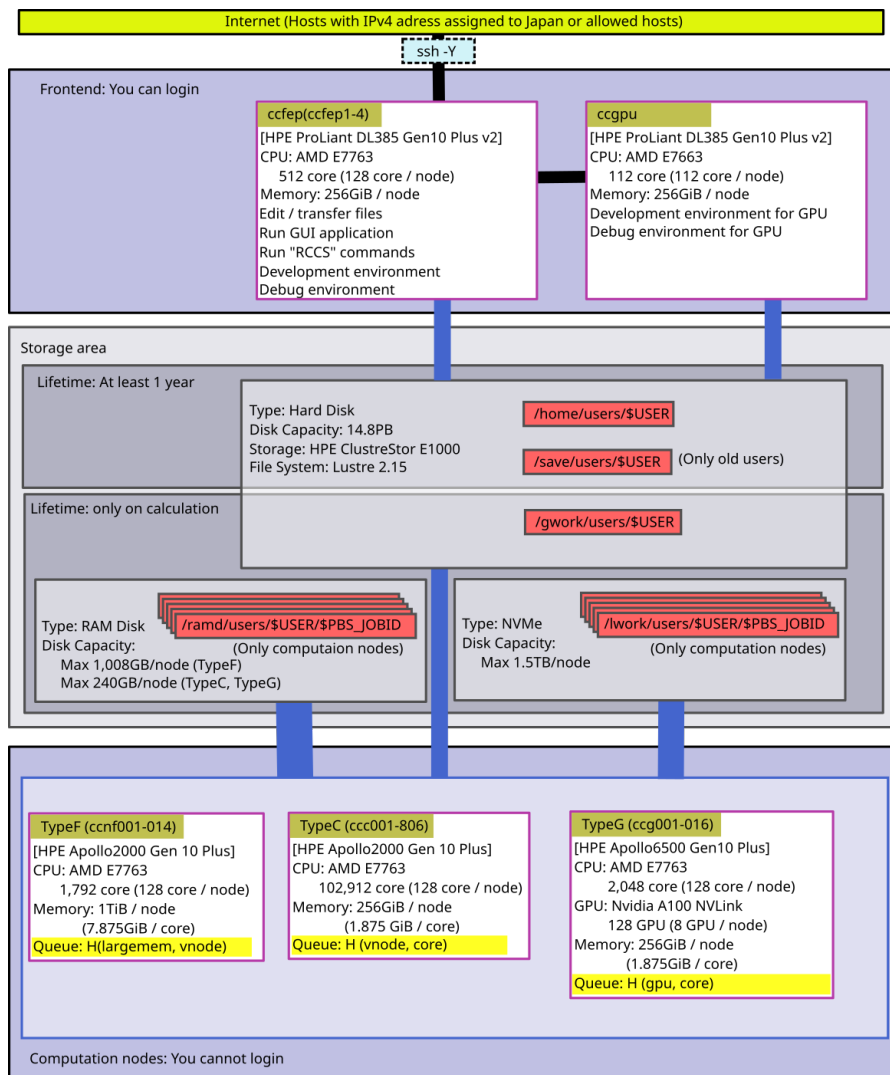 Internet (Hosts with IPv4 adress assigned to Japan or allowed hosts)
ssh -Y
Frontend: You can login
ccfep(ccfep1-4)
[HPE ProLiant DL385 Gen10 Plus v2]
CPU: AMD E7763
512 core (128 core / node)
Memory: 256GiB / node
Edit / transfer files
Run GUI application
Run "RCCS" commands
Development environment
Debug environment
ccgpu
[HPE ProLiant DL385 Gen10 Plus v2]
CPU: AMD E7663
112 core (112 core / node)
Memory: 256GiB / node
Development environment for GPU
Debug environment for GPU
Storage area
Lifetime: At least 1 year
Type: Hard Disk
Disk Capacity: 14.8PB
Storage: HPE ClustreStor E1000
File System: Lustre 2.15
/home/users/$USER
/save/users/$USER (Only old users)
Lifetime: only on calculation
/gwork/users/$USER
/ramd/users/$USER/$PBS_JOBID
(Only computaion nodes)
Type: RAM Disk
Disk Capacity:
Max 1,008GB/node (TypeF)
Max 240GB/node (TypeC, TypeG)
/lwork/users/$USER/$PBS_JOBID
(Only computation nodes)
Type: NVMe
Disk Capacity:
Max 1.5TB/node
TypeF (ccnf001-014)
[HPE Apollo2000 Gen 10 Plus]
CPU: AMD E7763
1,792 core (128 core / node)
Memory: 1TiB / node
(7.875GiB / core)
Queue: H(largemem, vnode)
TypeC (ccc001-806)
[HPE Apollo2000 Gen 10 Plus]
CPU: AMD E7763
102,912 core (128 core / node)
Memory: 256GiB / node
(1.875 GiB / core)
Queue: H (vnode, core)
TypeG (ccg001-016)
[HPE Apollo6500 Gen10 Plus]
CPU: AMD E7763
2,048 core (128 core / node)
GPU: Nvidia A100 NVLink
128 GPU (8 GPU / node)
Memory: 256GiB / node
(1.875GiB / core)
Queue: H (gpu, core)
Computation nodes: You cannot login